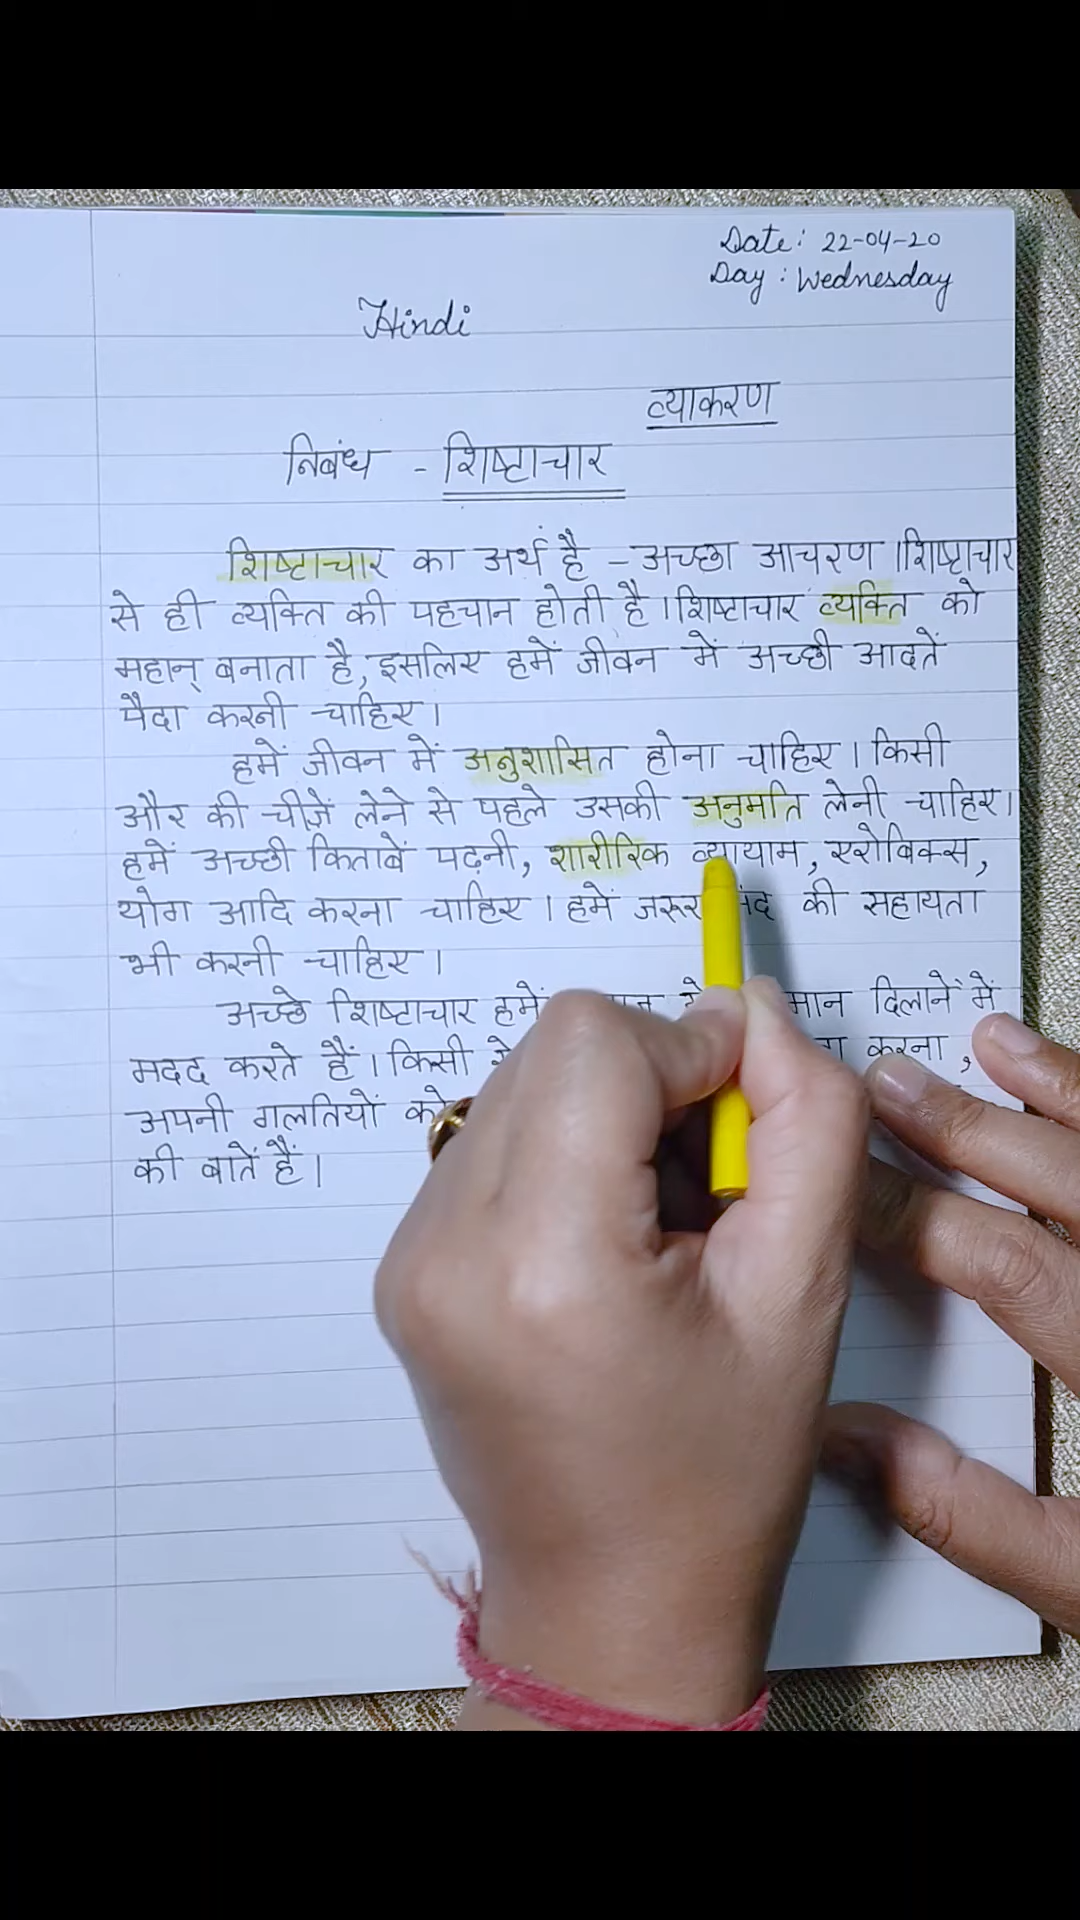 Date: 22-04-20
Day: Wednesday
Hindi
व्याकरण
निबंध - शिष्टाचार
शिष्टाचार का अर्थ है - अच्छा आचरण। शिष्टाचार
से ही व्यक्ति की पहचान होती है। शिष्टाचार व्यक्ति को
महान् बनाता है, इसलिए हमें जीवन में अच्छी आदतें
पैदा करनी चाहिए।
हमें जीवन में अनुशासित होना चाहिए। किसी
और की चीज़ें लेने से पहले उसकी अनुमति लेनी चाहिए।
हमें अच्छी किताबें पढ़नी, शारीरिक व्यायाम, एरोबिक्स,
योग आदि करना चाहिए। हमें की सहायता
भी करनी चाहिए।
अच्छे शिष्टाचार हमें दिलानें में
मदद करते हैं। किसी करना,
अपनी गलतियों को
की बातें हैं।